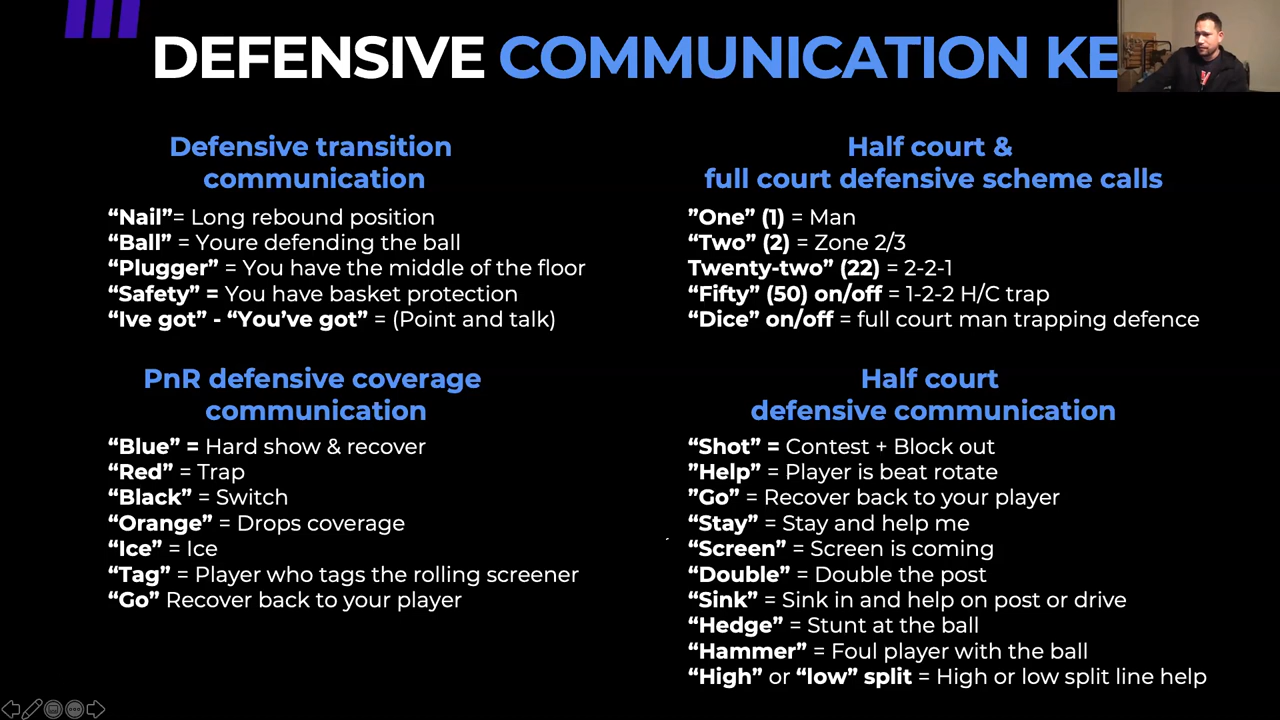 DEFENSIVE COMMUNICATION KE
Defensive transition
communication
“Nail”= Long rebound position
“Ball” = Youre defending the ball
“Plugger” = You have the middle of the floor
“Safety” = You have basket protection
“Ive got” - “You’ve got” = (Point and talk)
Half court &
full court defensive scheme calls
”One” (1) = Man
“Two” (2) = Zone 2/3
Twenty-two” (22) = 2-2-1
“Fifty” (50) on/off = 1-2-2 H/C trap
“Dice” on/off = full court man trapping defence
PnR defensive coverage
communication
“Blue” = Hard show & recover
“Red” = Trap
“Black” = Switch
“Orange” = Drops coverage
“Ice” = Ice
“Tag” = Player who tags the rolling screener
“Go” Recover back to your player
Half court
defensive communication
“Shot” = Contest + Block out
”Help” = Player is beat rotate
”Go” = Recover back to your player
“Stay” = Stay and help me
“Screen” = Screen is coming
“Double” = Double the post
“Sink” = Sink in and help on post or drive
“Hedge” = Stunt at the ball
“Hammer” = Foul player with the ball
“High” or “low” split = High or low split line help